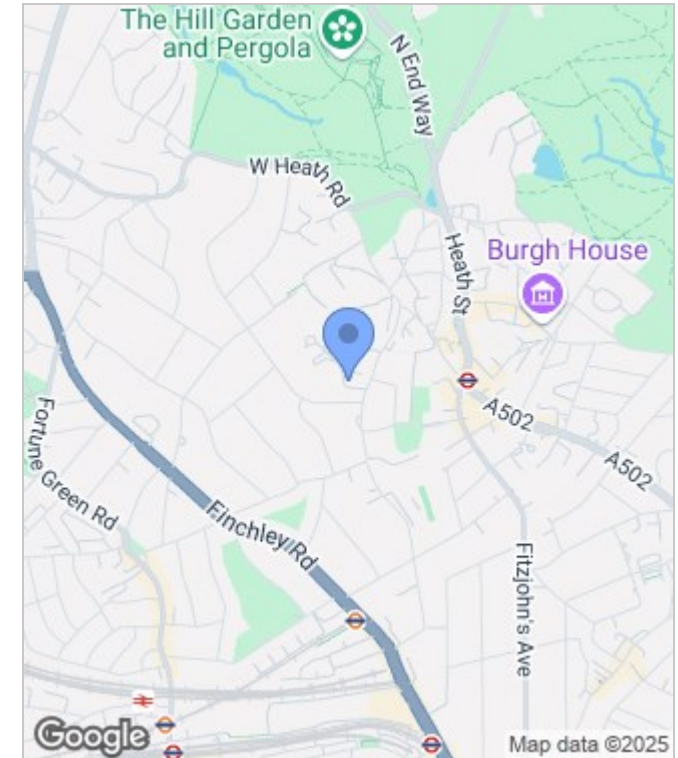 The Hill Garden
and Pergola
N End Way
W Heath Rd
Heath St
Burgh House
A502
A502
Fortune Green Rd
Finchley Rd
Fitzjohn's Ave
Google
Map data ©2025